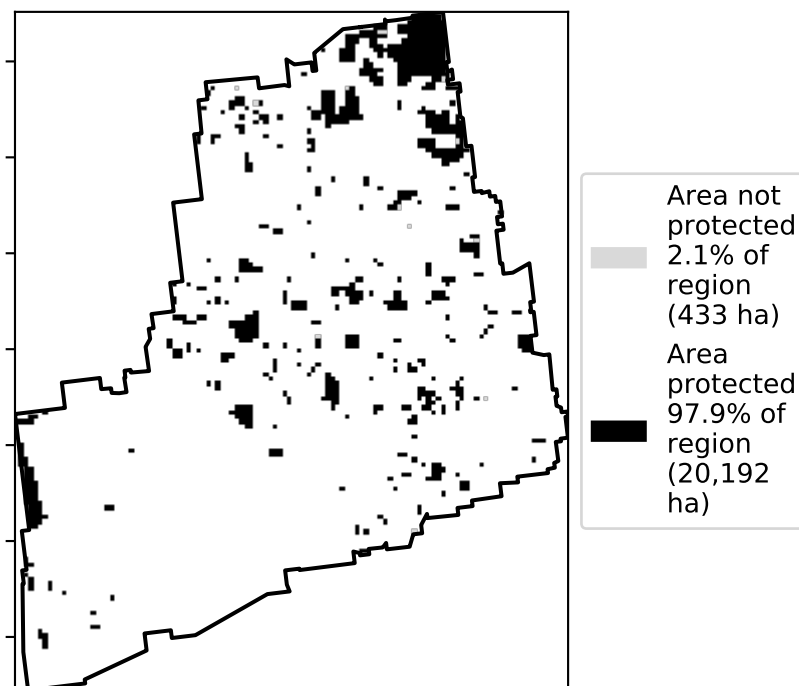 Area not
protected
2.1% of
region
(433 ha)
Area
protected
97.9% of
region
(20,192
ha)